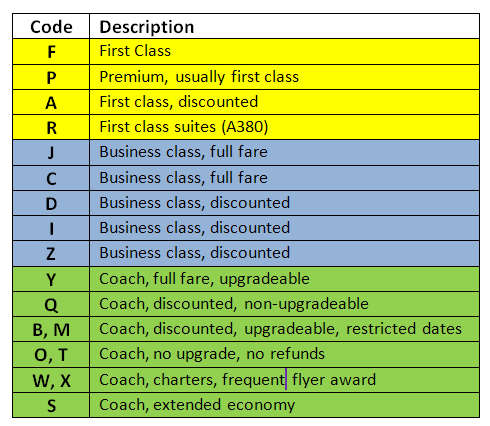 Code Description
F First Class
P Premium, usually first class
A First class, discounted
R First class suites (A380)
J Business class, full fare
C Business class, full fare
D Business class, discounted
I Business class, discounted
Z Business class, discounted
Y Coach, full fare, upgradeable
Q Coach, discounted, non-upgradeable
B, M Coach, discounted, upgradeable, restricted dates
O, T Coach, no upgrade, no refunds
W, X Coach, charters, frequent flyer award
S Coach, extended economy